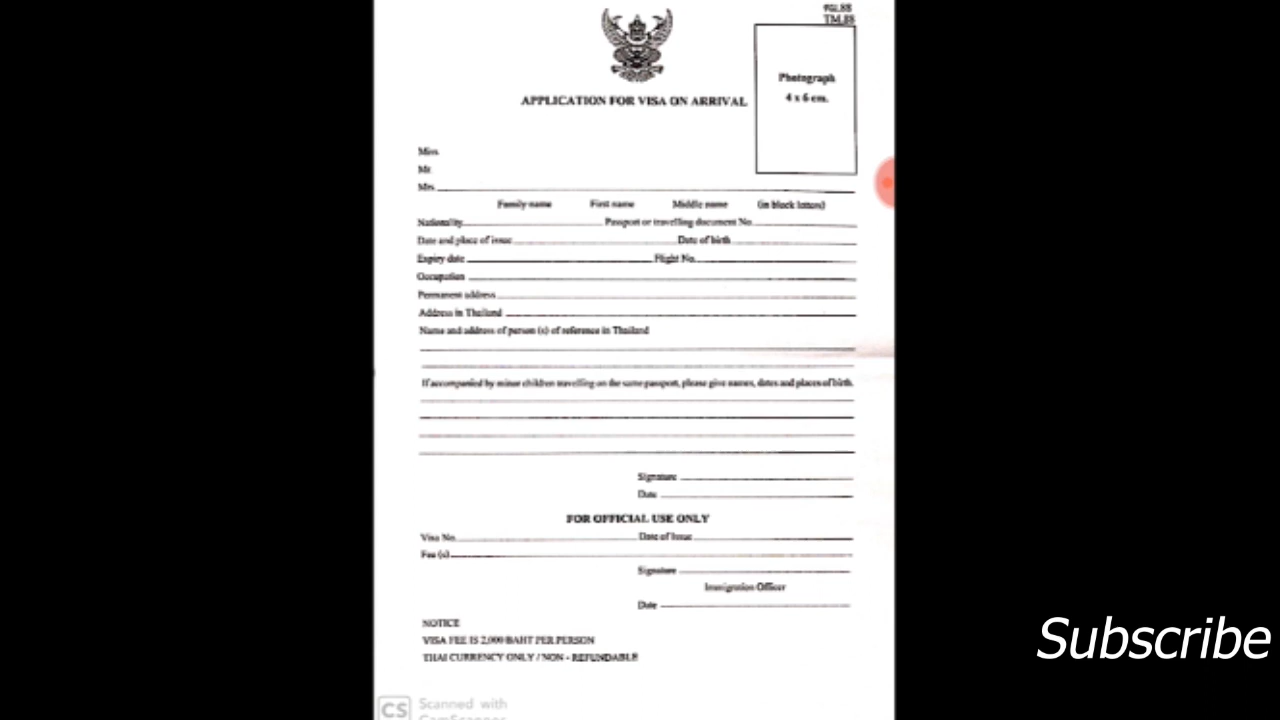 ตม.88
TM.88
Photograph
4 x 6 cm.
APPLICATION FOR VISA ON ARRIVAL
Miss
Mr.
Mrs.
Family name First name Middle name (in block letters)
Nationality Passport or travelling document No.
Date and place of issue Date of birth
Expiry date Flight No.
Occupation
Permanent address
Address in Thailand
Name and address of person (s) of reference in Thailand
If accompanied by minor children travelling on the same passport, please give names, dates and places of birth.
Signature
Date
FOR OFFICIAL USE ONLY
Visa No. Date of Issue
Fee (s)
Signature
Immigration Officer
Date
NOTICE
VISA FEE IS 2,000 BAHT PER PERSON
THAI CURRENCY ONLY / NON - REFUNDABLE
Subscribe
CS Scanned with
CamScanner